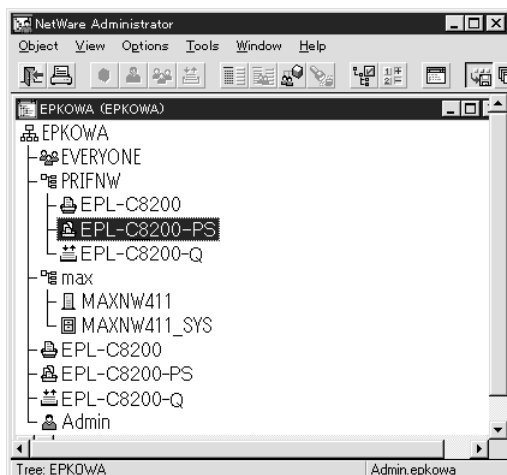 NetWare Administrator
Object View Options Tools Window Help
EPKOWA (EPKOWA)
EPKOWA
EVERYONE
PRIFNW
EPL-C8200
EPL-C8200-PS
EPL-C8200-Q
max
MAXNW411
MAXNW411_SYS
EPL-C8200
EPL-C8200-PS
EPL-C8200-Q
Admin
Tree: EPKOWA Admin.epkowa